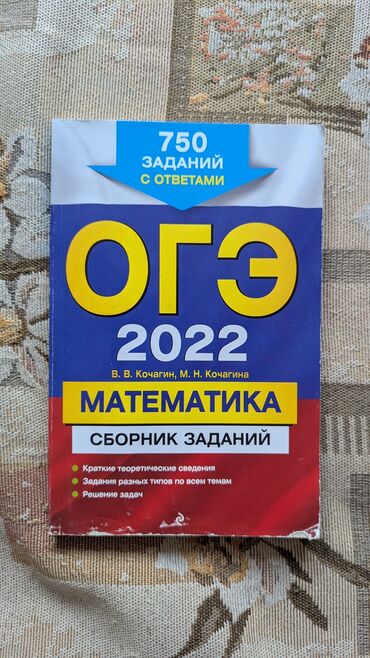 750
ЗАДАНИЙ
С ОТВЕТАМИ
ОГЭ
2022
В. В. Кочагин, М. Н. Кочагина
МАТЕМАТИКА
СБОРНИК ЗАДАНИЙ
Краткие теоретические сведения
Задания разных типов по всем темам
Решение задач